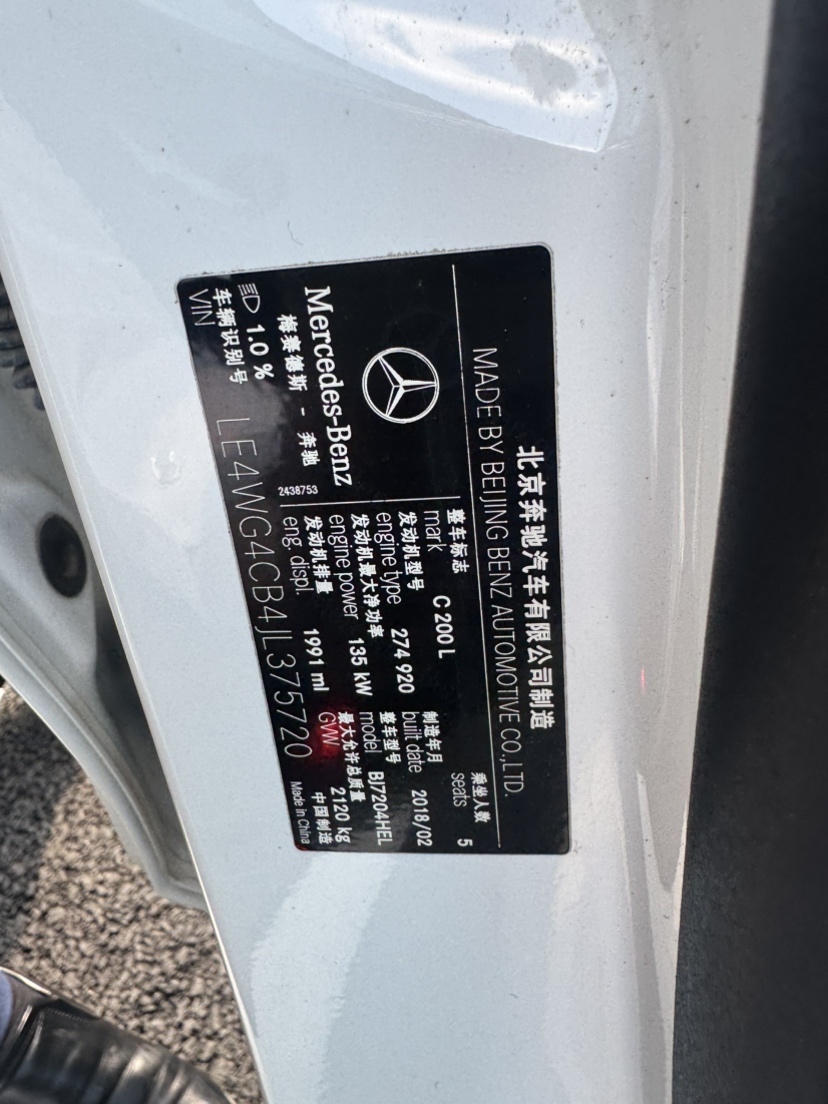 北京奔驰汽车有限公司制造
MADE BY BEIJING BENZ AUTOMOTIVE CO.,LTD.
整车标志 mark C 200 L
乘坐人数 seats 5
发动机型号 engine type 274 920
制造年月 built date 2018/02
发动机最大净功率 engine power 135 kW
整车型号 model BJ7204HEL
发动机排量 eng. displ. 1991 ml
最大允许总质量 GVW 2120 kg
Mercedes-Benz
梅赛德斯 - 奔驰
2438753
1.0 %
中国制造
Made in China
车辆识别号
VIN
LE4WG4CB4JL375720